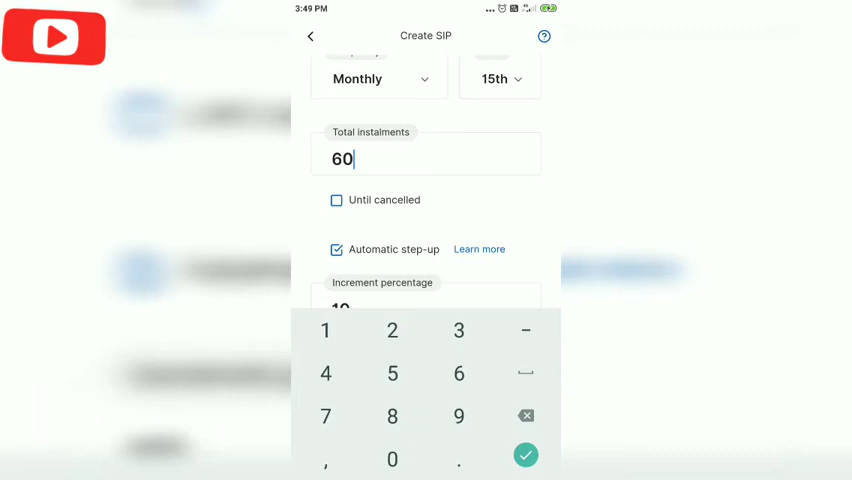 3:49 PM
Create SIP
Monthly
15th
Total instalments
60
Until cancelled
Automatic step-up Learn more
Increment percentage
10
1 2 3 -
4 5 6
7 8 9
, 0 .